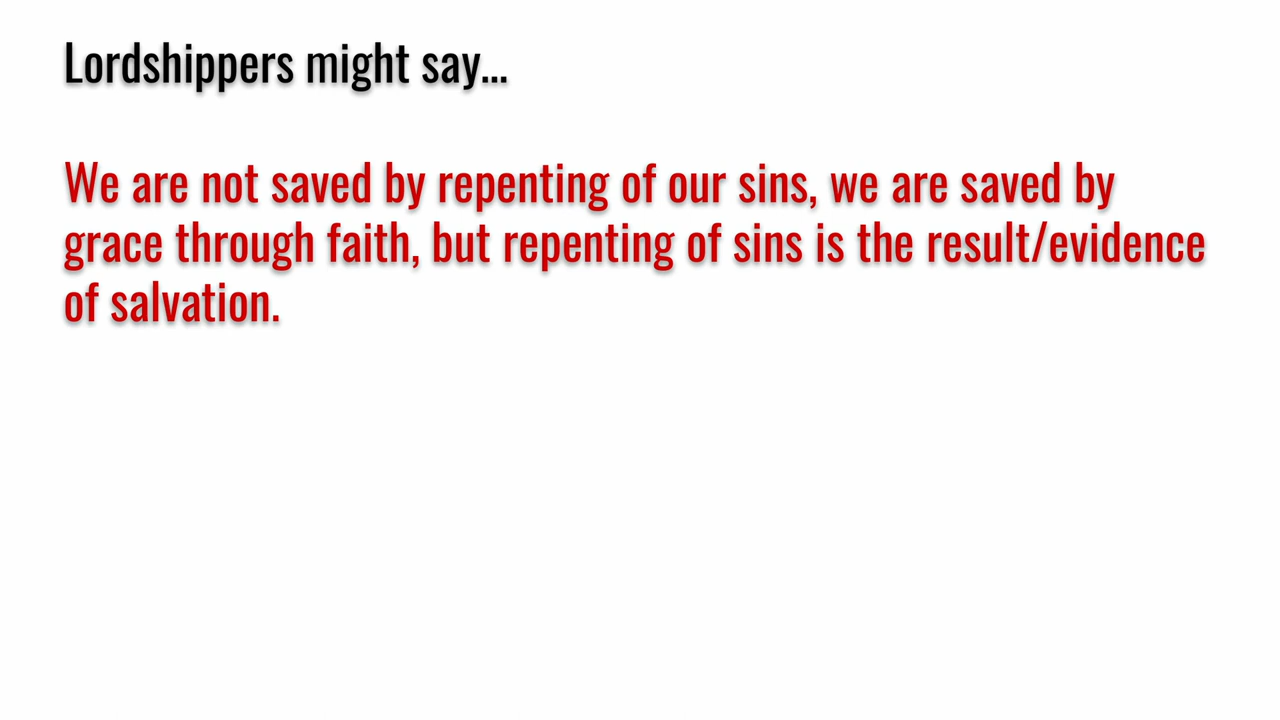 Lordshippers might say...
We are not saved by repenting of our sins, we are saved by
grace through faith, but repenting of sins is the result/evidence
of salvation.